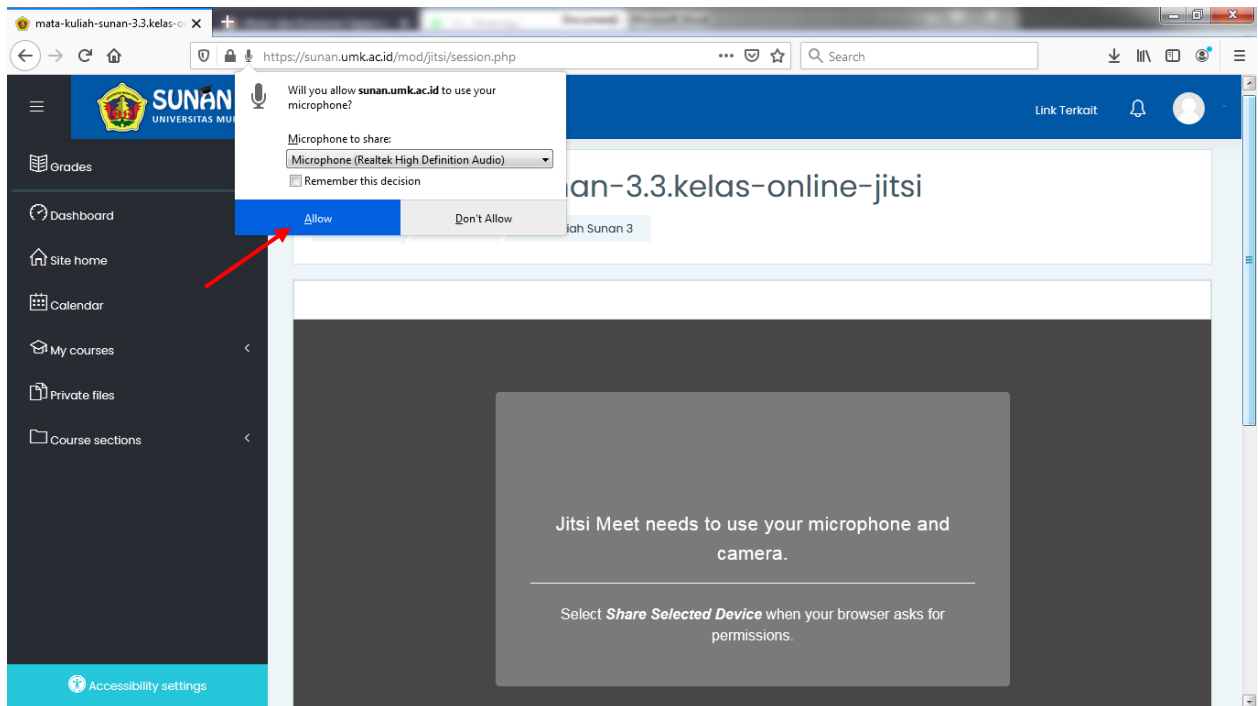 mata-kuliah-sunan-3.3.kelas-o
https://sunan.umk.ac.id/mod/jitsi/session.php
Search
Will you allow sunan.umk.ac.id to use your
microphone?
Microphone to share:
Microphone (Realtek High Definition Audio)
Remember this decision
Allow
Don't Allow
SUNAN
UNIVERSITAS MU
Link Terkait
Grades
Dashboard
Site home
Calendar
My courses
Private files
Course sections
Accessibility settings
an-3.3.kelas-online-jitsi
iah Sunan 3
Jitsi Meet needs to use your microphone and
camera.
Select Share Selected Device when your browser asks for
permissions.